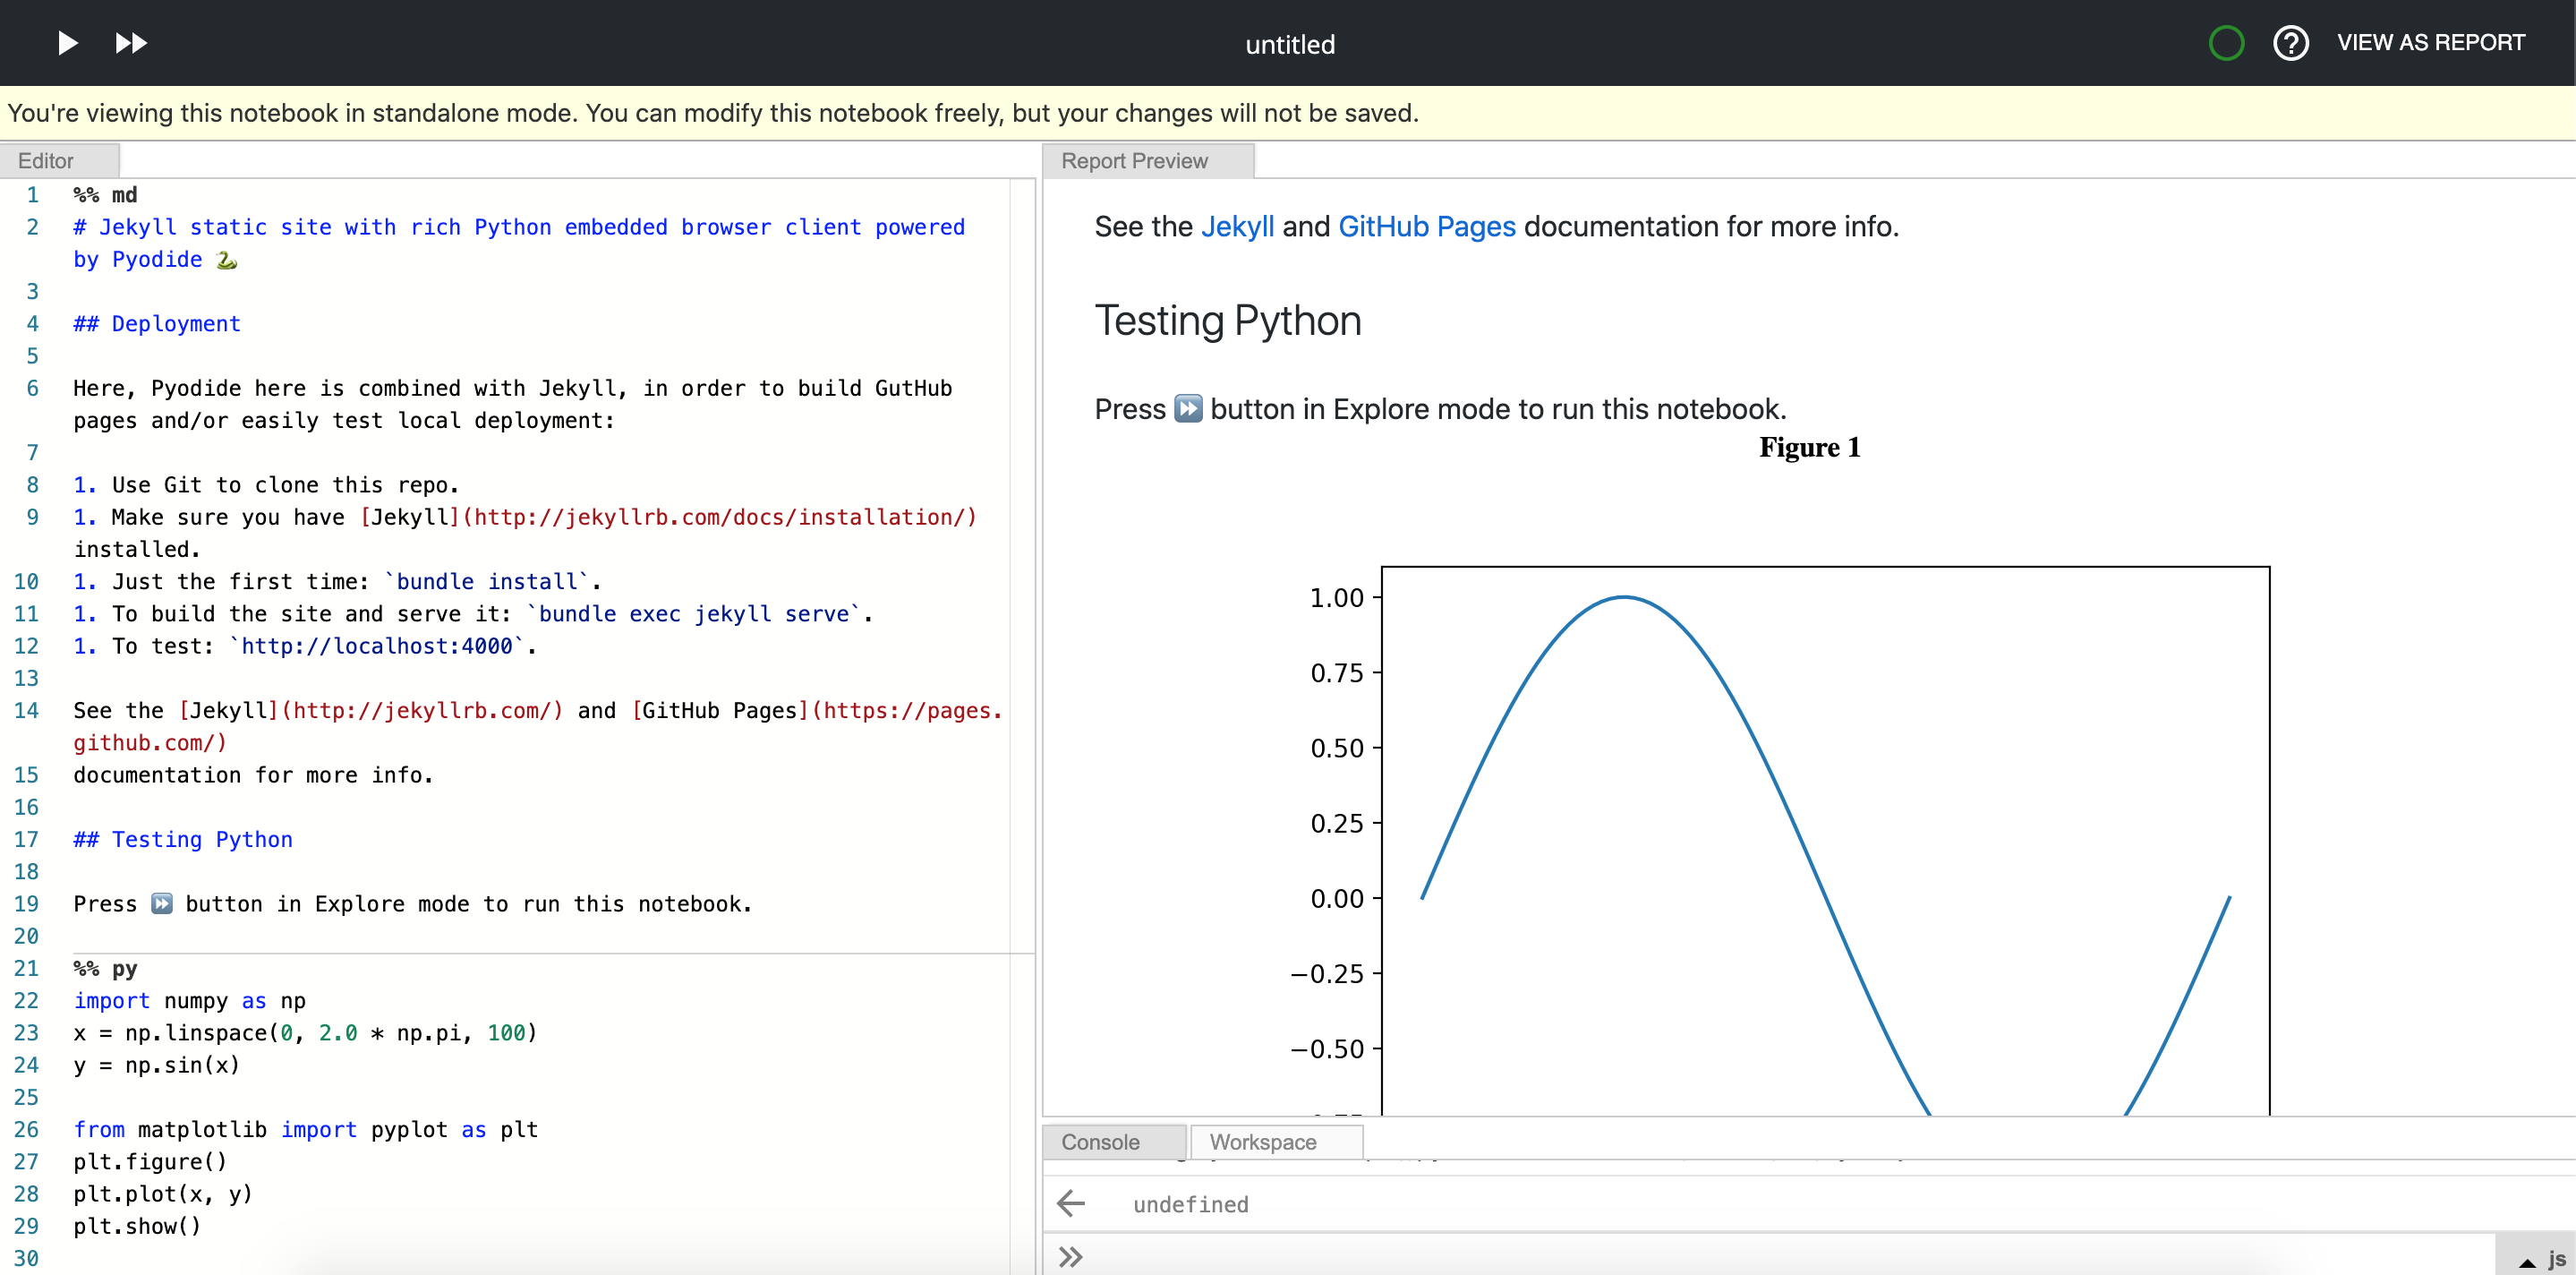 untitled
VIEW AS REPORT
You're viewing this notebook in standalone mode. You can modify this notebook freely, but your changes will not be saved.
Editor
1 %% md
2 # Jekyll static site with rich Python embedded browser client powered
by Pyodide 🐍
3
4 ## Deployment
5
6 Here, Pyodide here is combined with Jekyll, in order to build GutHub
pages and/or easily test local deployment:
7
8 1. Use Git to clone this repo.
9 1. Make sure you have [Jekyll](http://jekyllrb.com/docs/installation/)
installed.
10 1. Just the first time: `bundle install`.
11 1. To build the site and serve it: `bundle exec jekyll serve`.
12 1. To test: `http://localhost:4000`.
13
14 See the [Jekyll](http://jekyllrb.com/) and [GitHub Pages](https://pages.
github.com/)
15 documentation for more info.
16
17 ## Testing Python
18
19 Press ⏩ button in Explore mode to run this notebook.
20
21 %% py
22 import numpy as np
23 x = np.linspace(0, 2.0 * np.pi, 100)
24 y = np.sin(x)
25
26 from matplotlib import pyplot as plt
27 plt.figure()
28 plt.plot(x, y)
29 plt.show()
30
Report Preview
See the Jekyll and GitHub Pages documentation for more info.
Testing Python
Press ⏩ button in Explore mode to run this notebook.
Figure 1
1.00
0.75
0.50
0.25
0.00
−0.25
−0.50
Console
Workspace
undefined
js